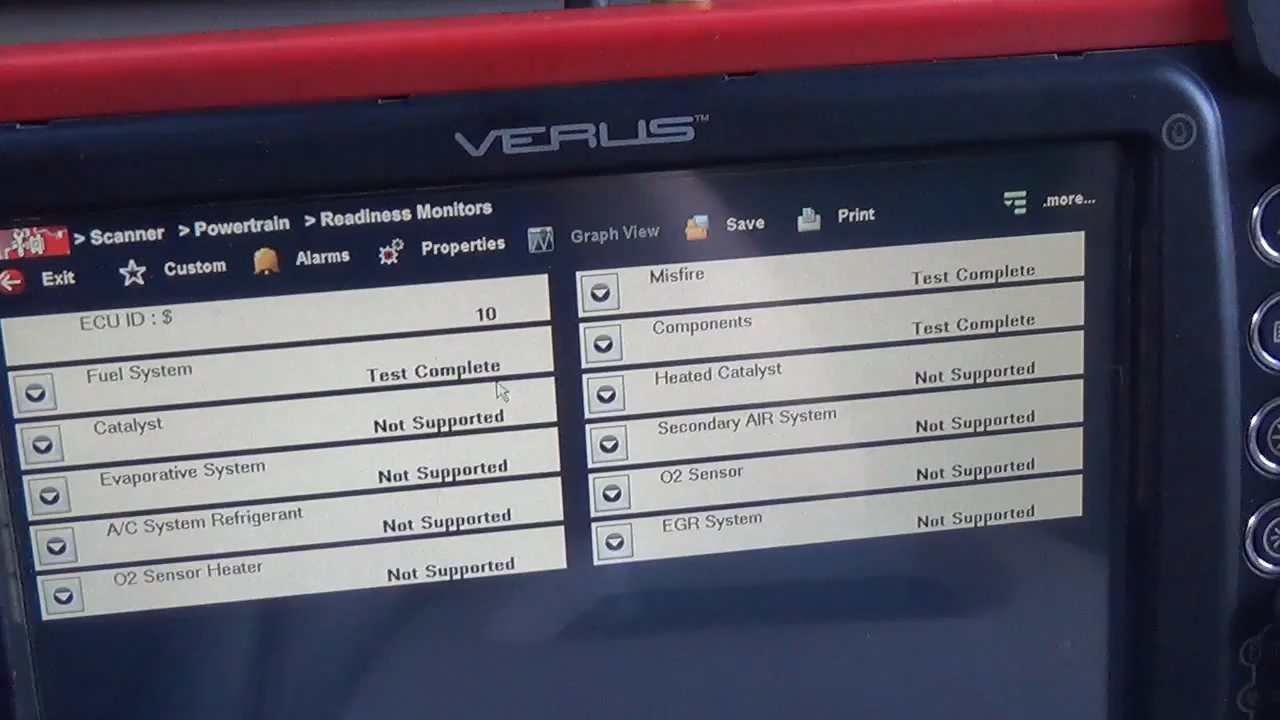 VERUS™
> Scanner > Powertrain > Readiness Monitors
Exit Custom Alarms Properties Graph View Save Print .more...
ECU ID : $ 10
Fuel System Test Complete
Catalyst Not Supported
Evaporative System Not Supported
A/C System Refrigerant Not Supported
O2 Sensor Heater Not Supported
Misfire Test Complete
Components Test Complete
Heated Catalyst Not Supported
Secondary AIR System Not Supported
O2 Sensor Not Supported
EGR System Not Supported